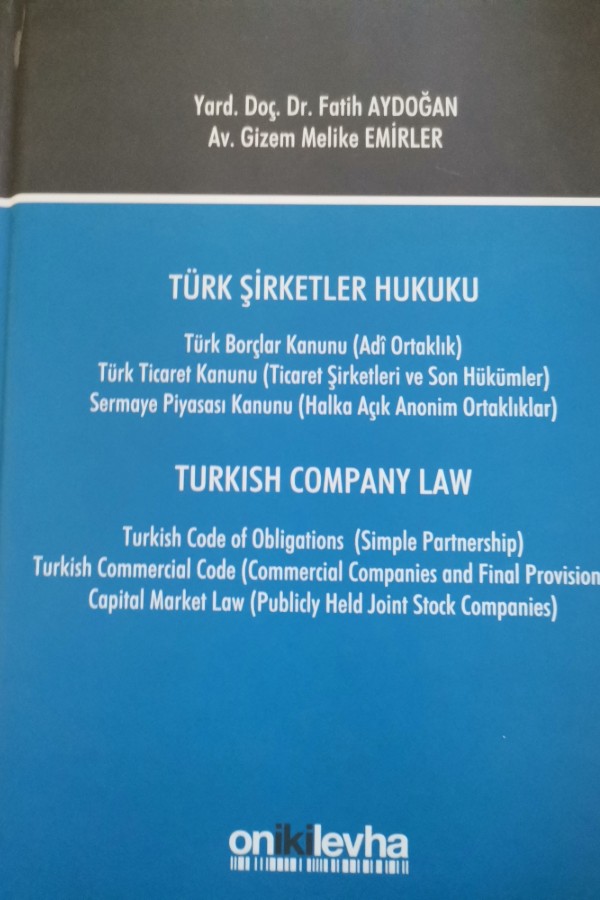 Yard. Doç. Dr. Fatih AYDOĞAN
Av. Gizem Melike EMİRLER
TÜRK ŞİRKETLER HUKUKU
Türk Borçlar Kanunu (Adî Ortaklık)
Türk Ticaret Kanunu (Ticaret Şirketleri ve Son Hükümler)
Sermaye Piyasası Kanunu (Halka Açık Anonim Ortaklıklar)
TURKISH COMPANY LAW
Turkish Code of Obligations (Simple Partnership)
Turkish Commercial Code (Commercial Companies and Final Provision
Capital Market Law (Publicly Held Joint Stock Companies)
onikilevha